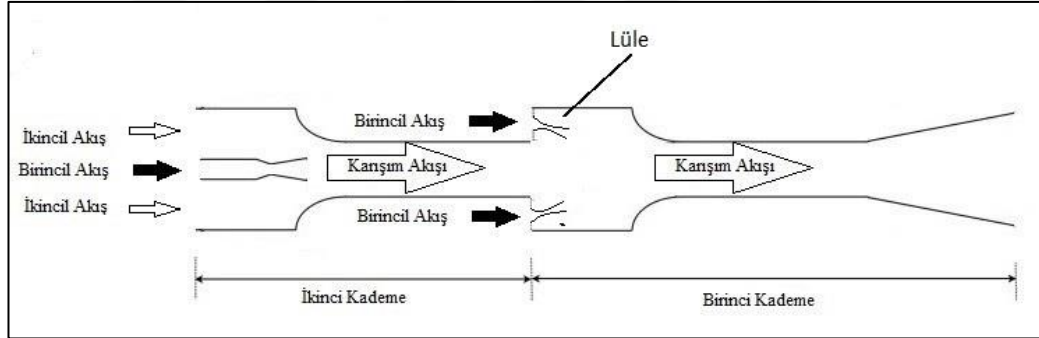 Lüle
Birincil Akış
İkincil Akış
Birincil Akış
Karışım Akışı
Karışım Akışı
İkincil Akış
Birincil Akış
İkinci Kademe
Birinci Kademe